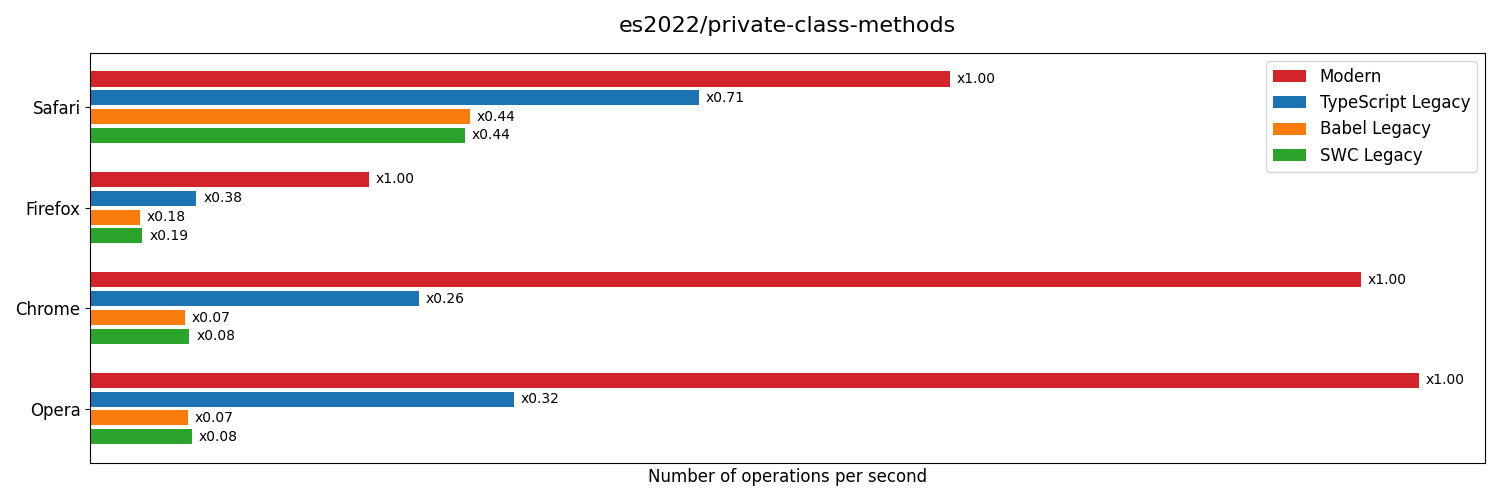 es2022/private-class-methods
Modern
TypeScript Legacy
Babel Legacy
SWC Legacy
Safari
x1.00
x0.71
x0.44
x0.44
Firefox
x1.00
x0.38
x0.18
x0.19
Chrome
x1.00
x0.26
x0.07
x0.08
Opera
x1.00
x0.32
x0.07
x0.08
Number of operations per second